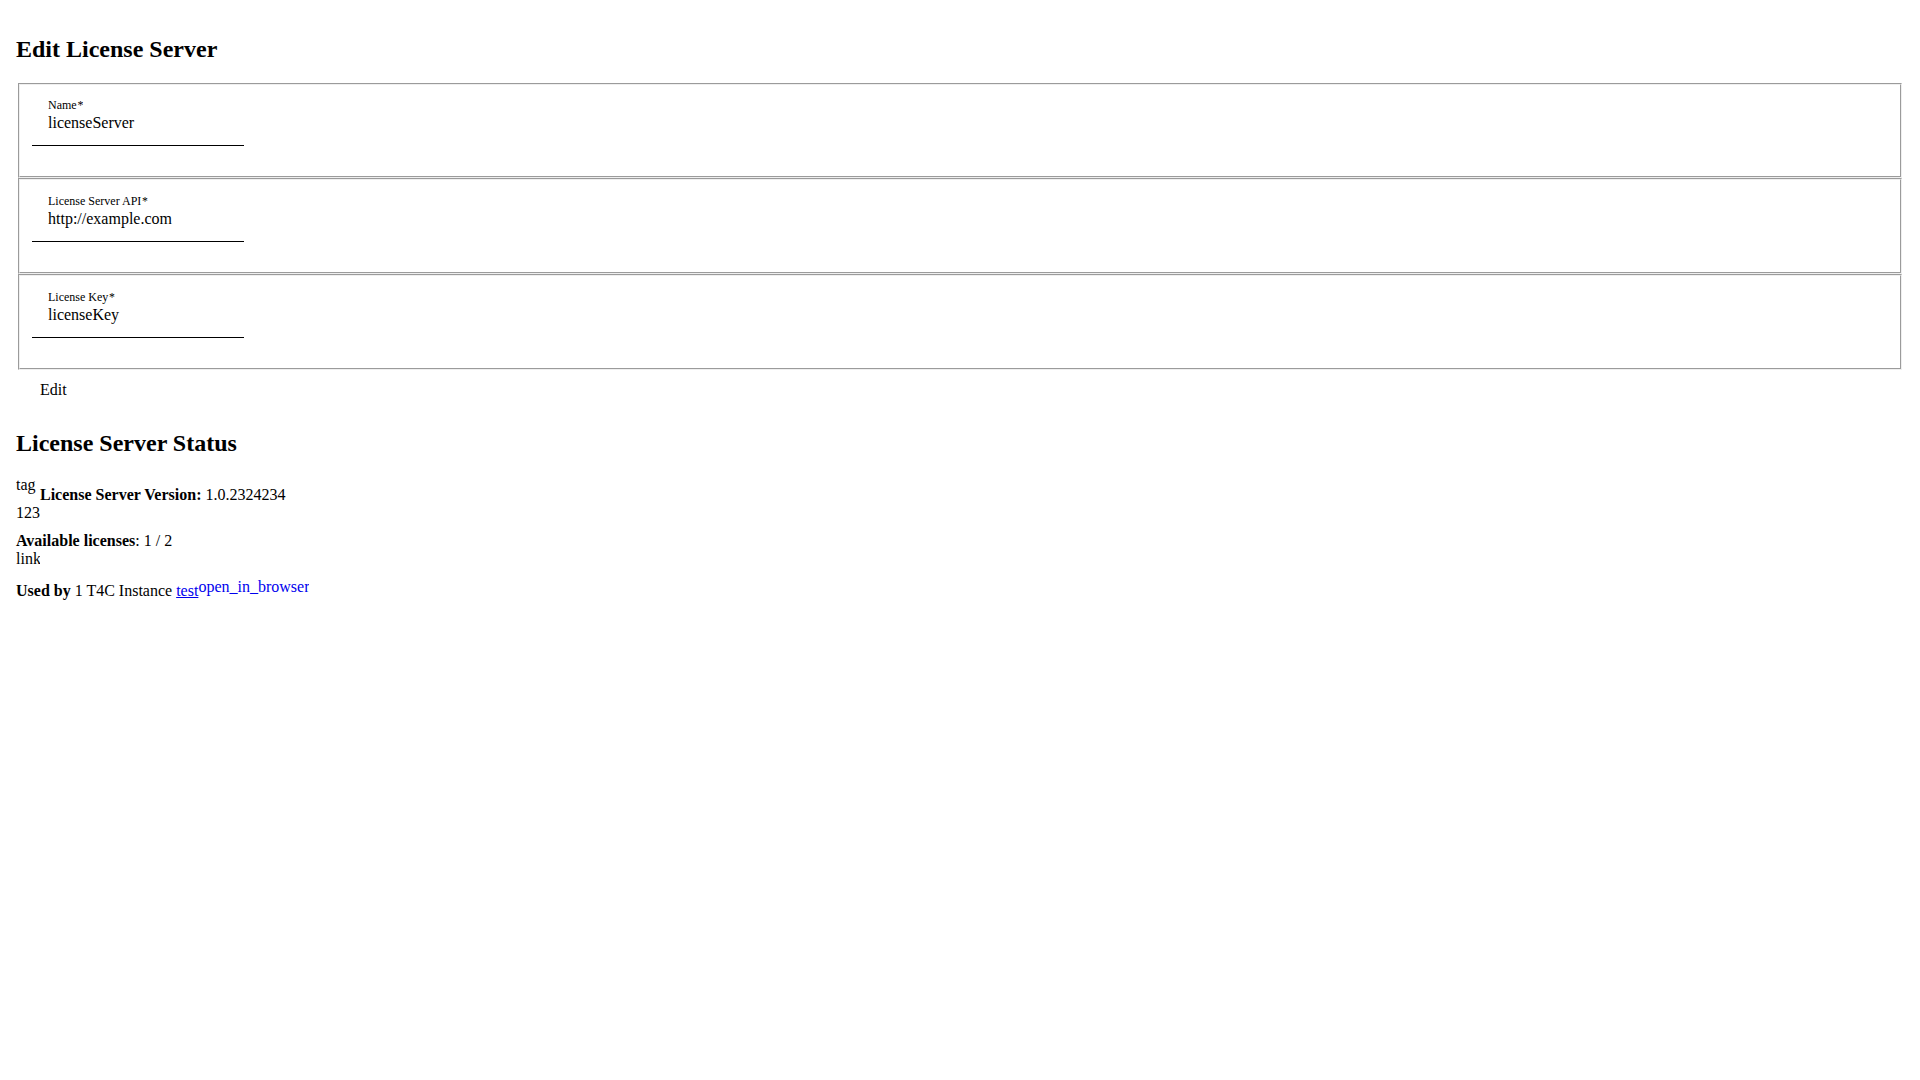 Edit License Server
Name*
licenseServer
License Server API*
http://example.com
License Key*
licenseKey
Edit
License Server Status
tag License Server Version: 1.0.2324234
123
Available licenses: 1 / 2
link
Used by 1 T4C Instance testopen_in_browser